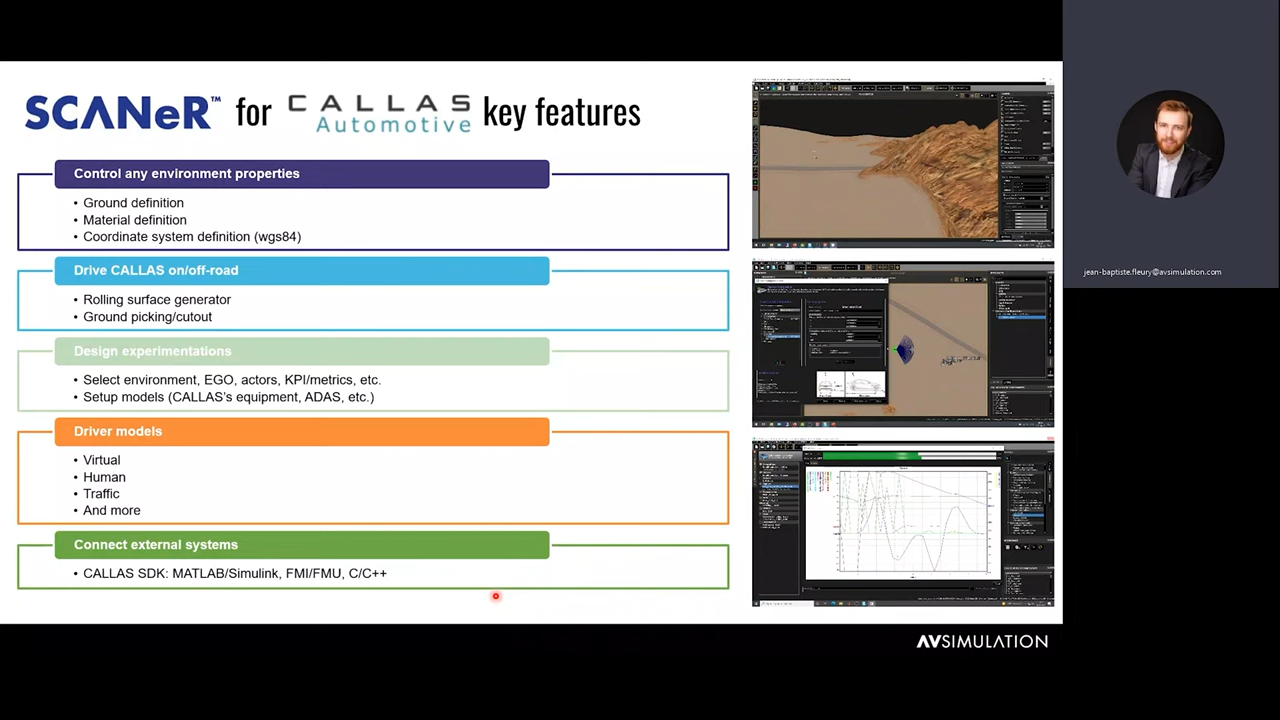 SCANeR™ for CALLAS Automotive key features
Control any environment properties
• Ground definition
• Material definition
• Coordinate system definition (wgs84)
Drive CALLAS on/off-road
• Rolling surface generator
• Ground placing/cutout
Design experimentations
• Select environment, EGO, actors, KPI/metrics, etc.
• Setup models (CALLAS's equipment, ADAS, etc.)
Driver models
• Virtual
• Human
• Traffic
• And more
Connect external systems
• CALLAS SDK: MATLAB/Simulink, FMI/FMU, C/C++
AVSIMULATION
jean-baptiste.fleury@avsimulation.com